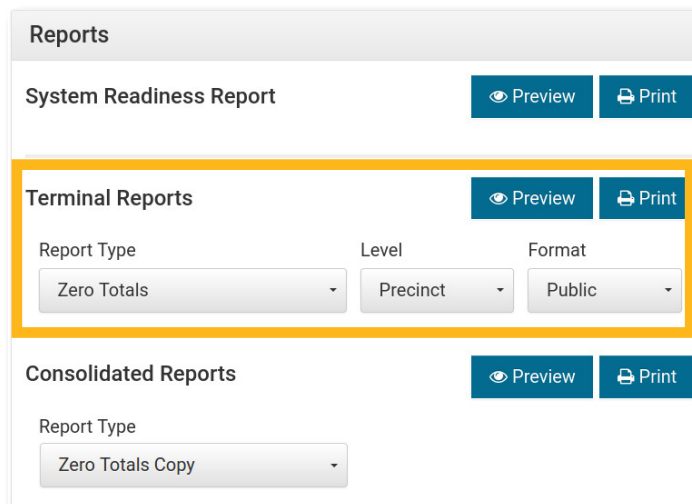 Reports
System Readiness Report Preview Print
Terminal Reports Preview Print
Report Type Level Format
Zero Totals Precinct Public
Consolidated Reports Preview Print
Report Type
Zero Totals Copy